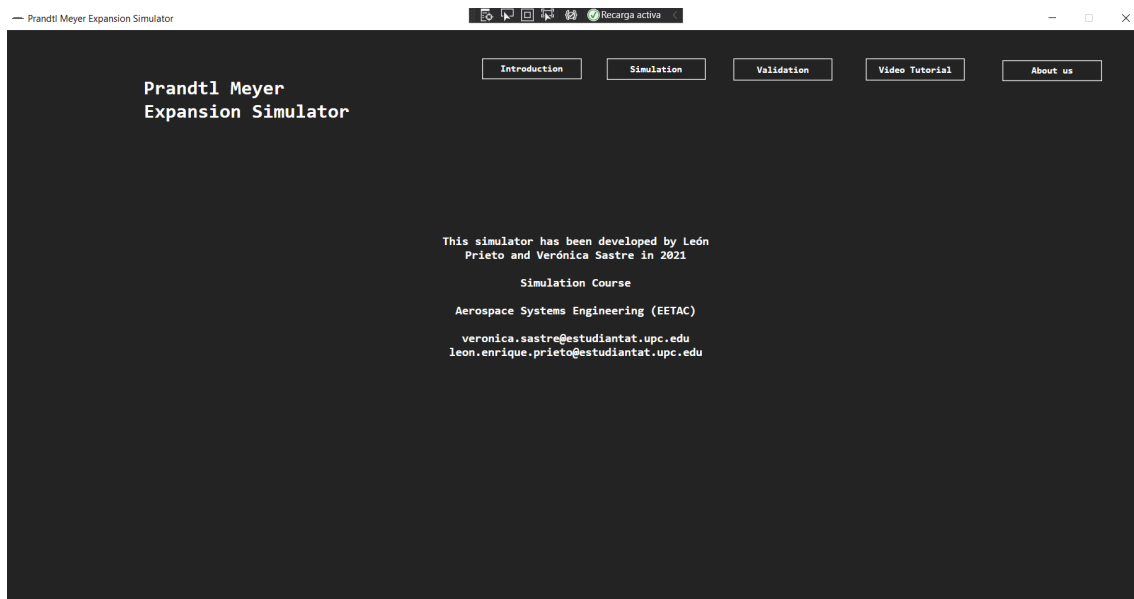 Prandtl Meyer Expansion Simulator
Recarga activa
Introduction
Simulation
Validation
Video Tutorial
About us
Prandtl Meyer
Expansion Simulator
This simulator has been developed by León
Prieto and Verónica Sastre in 2021
Simulation Course
Aerospace Systems Engineering (EETAC)
veronica.sastre@estudiantat.upc.edu
leon.enrique.prieto@estudiantat.upc.edu